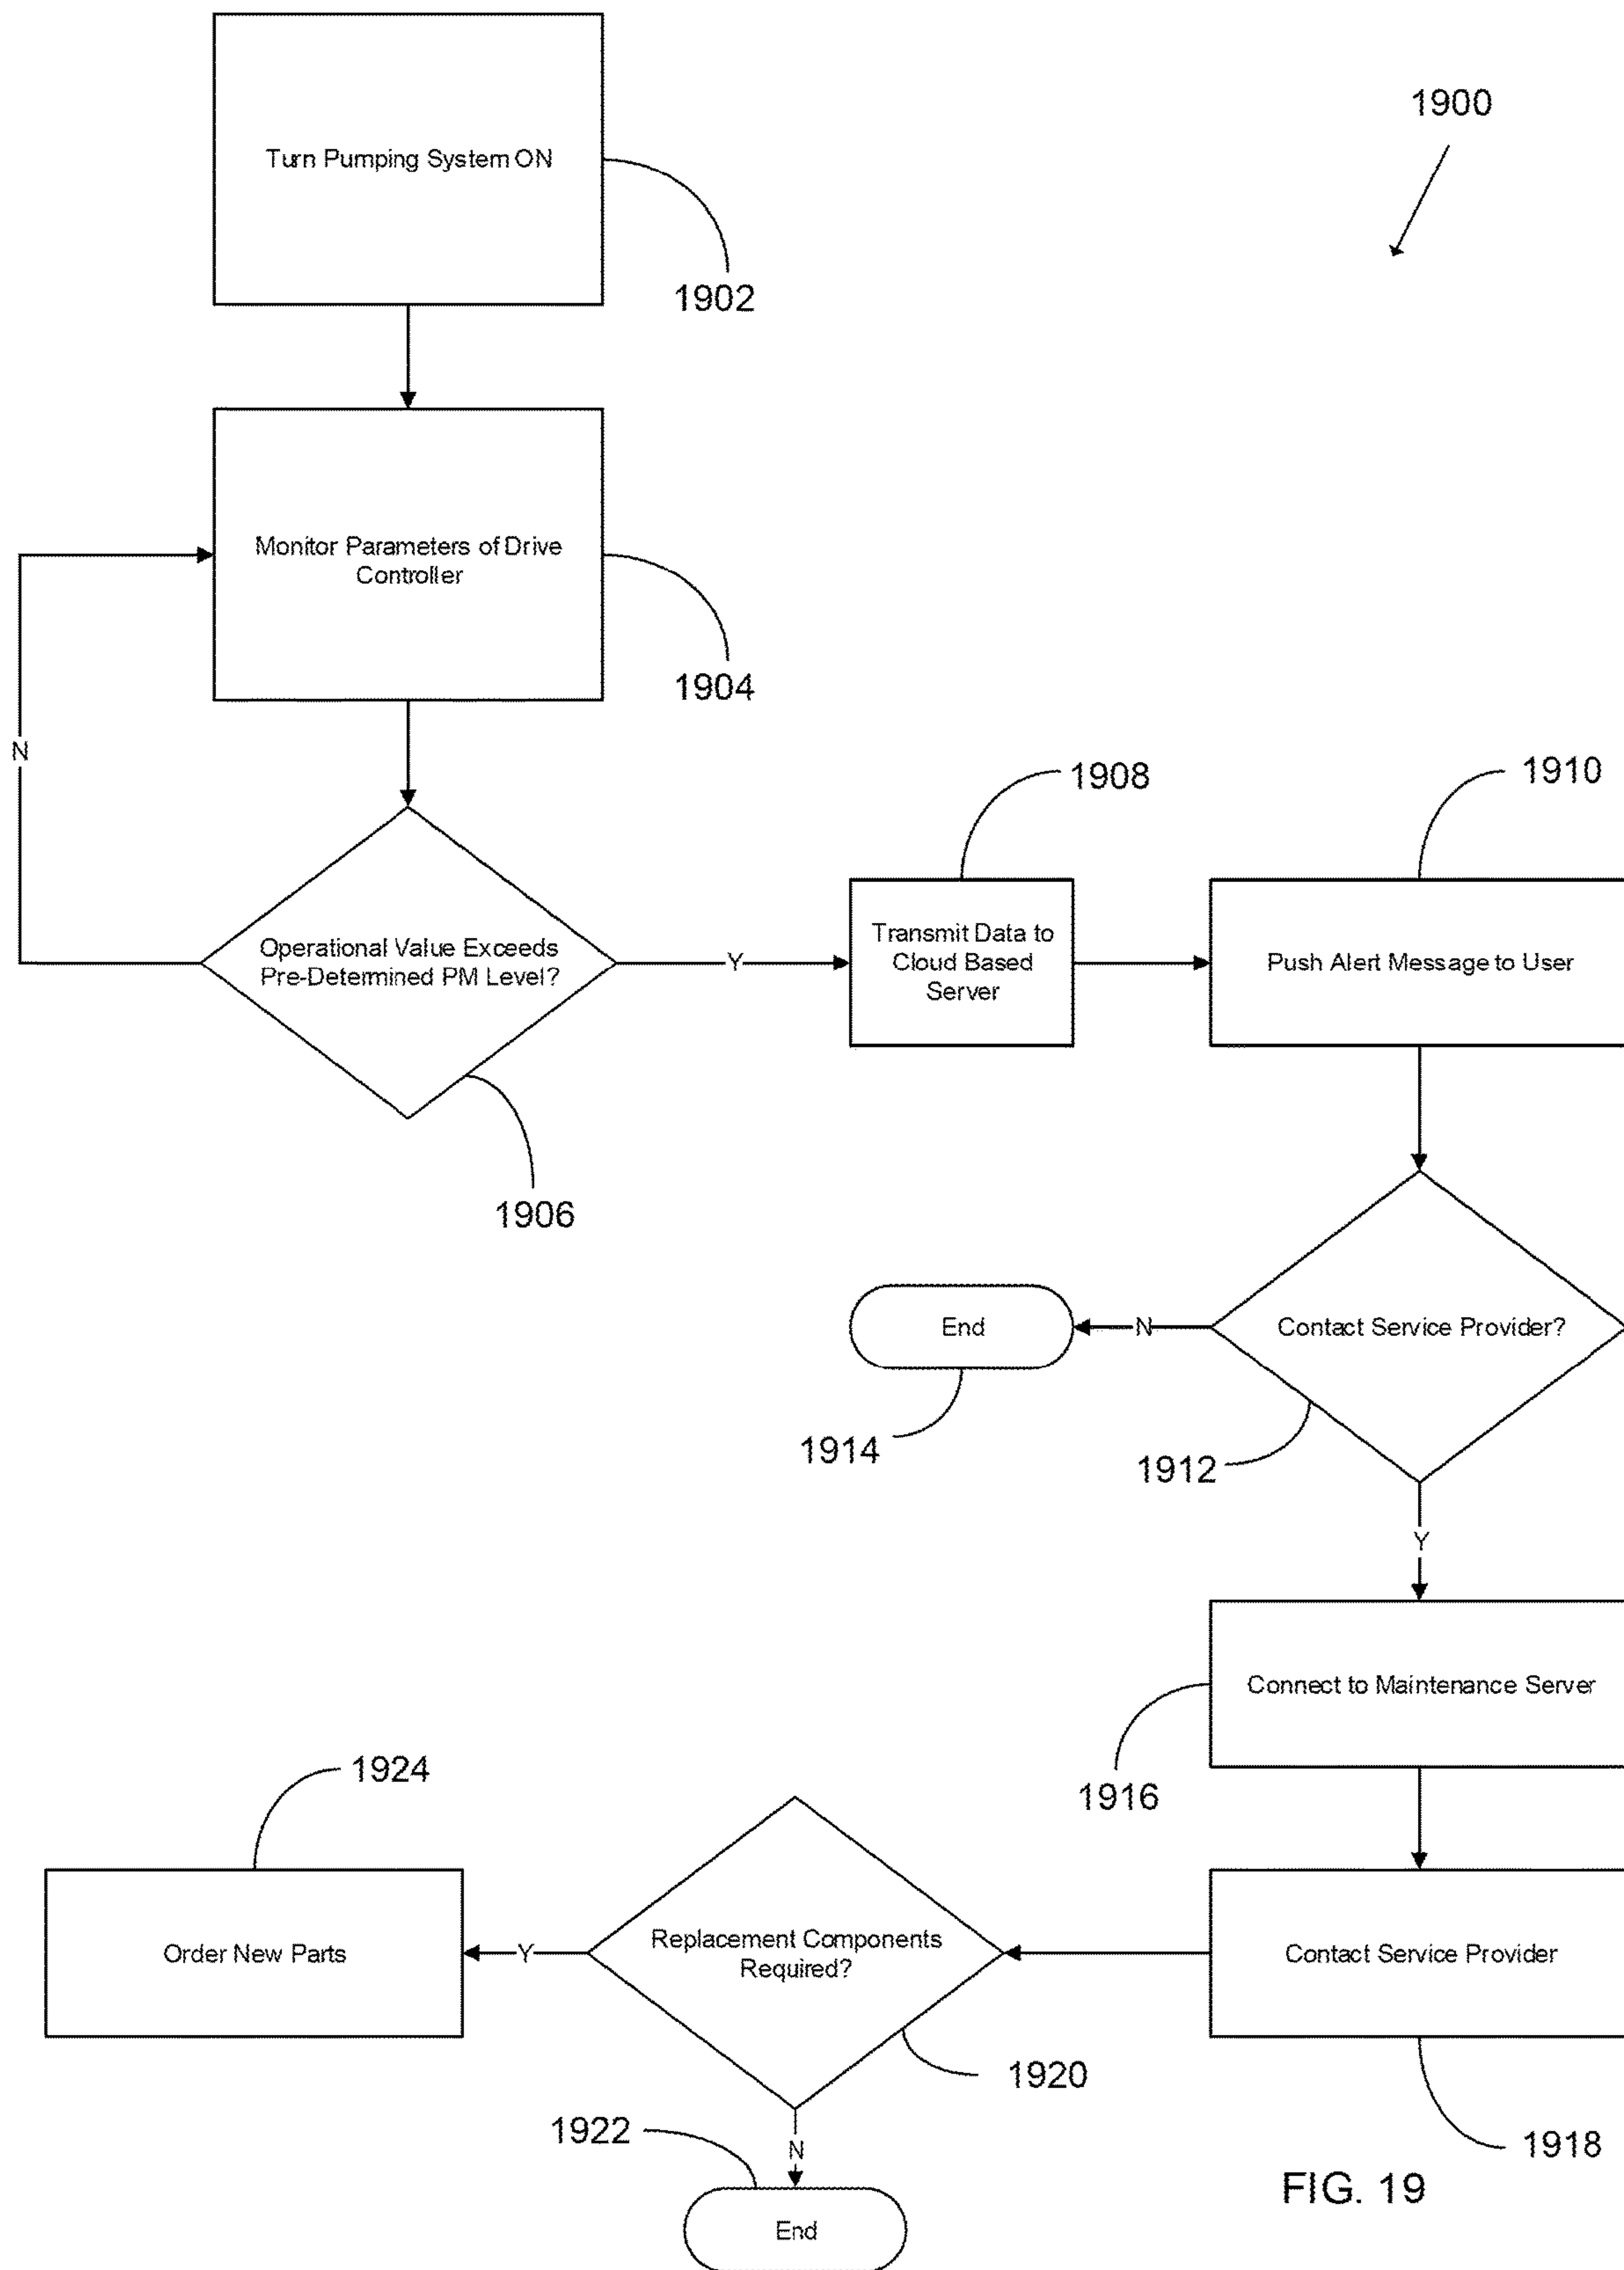 Turn Pumping System ON
1900
1902
Monitor Parameters of Drive
Controller
1904
N
Operational Value Exceeds
Pre-Determined PM Level?
Y
1906
1908
Transmit Data to
Cloud Based
Server
1910
Push Alert Message to User
Contact Service Provider?
1912
N
End
1914
Y
Connect to Maintenance Server
1916
Contact Service Provider
1918
Replacement Components
Required?
1920
Y
Order New Parts
1924
N
1922
End
FIG. 19